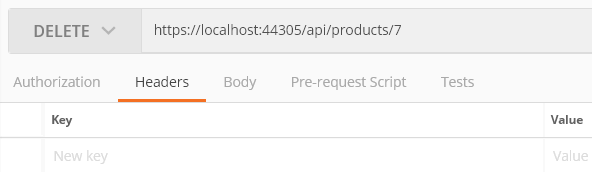 DELETE https://localhost:44305/api/products/7
Authorization Headers Body Pre-request Script Tests
Key Value
New key Value